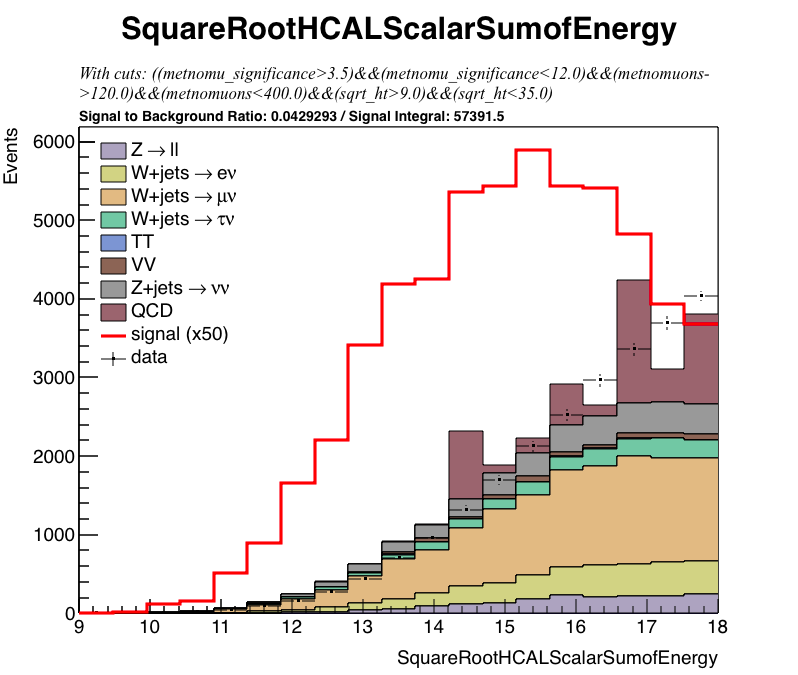 SquareRootHCALScalarSumofEnergy
With cuts: ((metnomu_significance>3.5)&&(metnomu_significance<12.0)&&(metnomuons-
>120.0)&&(metnomuons<400.0)&&(sqrt_ht>9.0)&&(sqrt_ht<35.0)
Signal to Background Ratio: 0.0429293 / Signal Integral: 57391.5
Events
6000
5000
4000
3000
2000
1000
0
Z → ll
W+jets → eν
W+jets → μν
W+jets → τν
TT
VV
Z+jets → νν
QCD
signal (x50)
data
9 10 11 12 13 14 15 16 17 18
SquareRootHCALScalarSumofEnergy